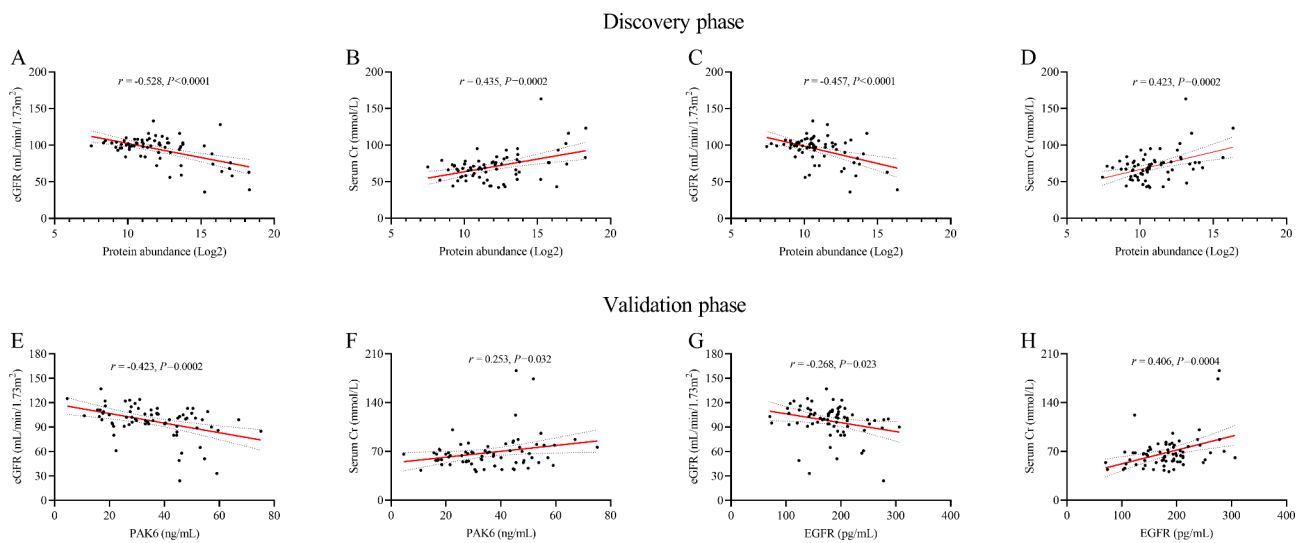 Discovery phase
A
r = -0.528, P<0.0001
eGFR (mL/min/1.73m²)
200
150
100
50
0
5 10 15 20
Protein abundance (Log2)
B
r = 0.435, P=0.0002
Serum Cr (mmol/L)
200
150
100
50
0
5 10 15 20
Protein abundance (Log2)
C
r = -0.457, P<0.0001
eGFR (mL/min/1.73m²)
200
150
100
50
0
5 10 15 20
Protein abundance (Log2)
D
r = 0.423, P=0.0002
Serum Cr (mmol/L)
200
150
100
50
0
5 10 15 20
Protein abundance (Log2)
Validation phase
E
r = -0.423, P=0.0002
eGFR (mL/min/1.73m²)
180
150
120
90
60
30
0
0 20 40 60 80
PAK6 (ng/mL)
F
r = 0.253, P=0.032
Serum Cr (mmol/L)
210
140
70
0
0 20 40 60 80
PAK6 (ng/mL)
G
r = -0.268, P=0.023
eGFR (mL/min/1.73m²)
180
150
120
90
60
30
0
0 100 200 300 400
EGFR (pg/mL)
H
r = 0.406, P=0.0004
Serum Cr (mmol/L)
210
140
70
0
0 100 200 300 400
EGFR (pg/mL)